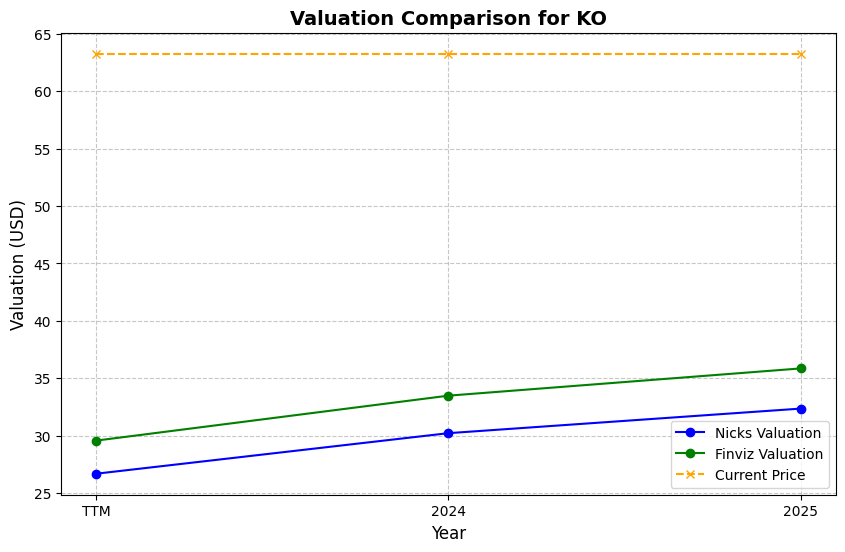 Valuation Comparison for KO
Valuation (USD)
65
60
55
50
45
40
35
30
25
TTM
2024
2025
Year
Nicks Valuation
Finviz Valuation
Current Price